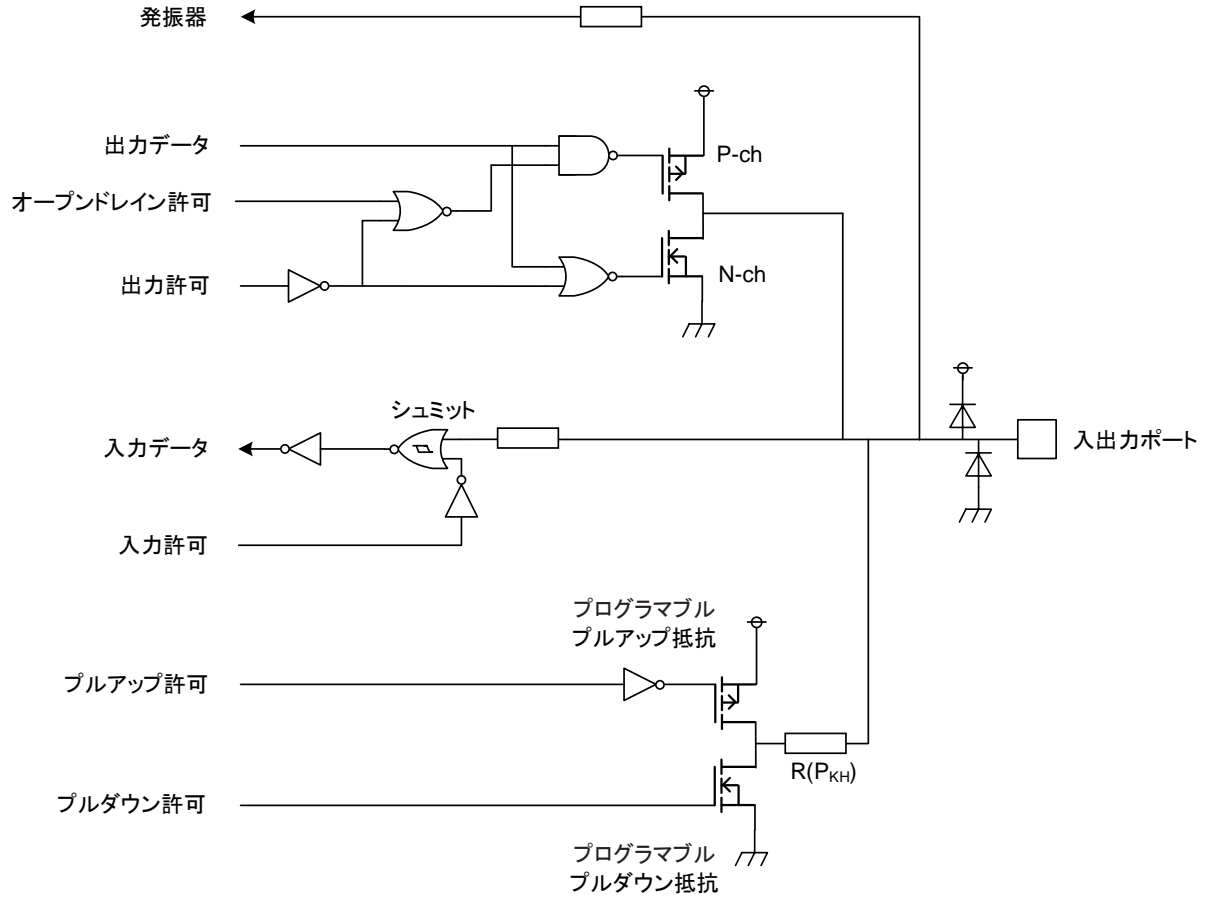 発振器
出力データ
P-ch
オープンドレイン許可
N-ch
出力許可
シュミット
入力データ
入出力ポート
入力許可
プログラマブル
プルアップ抵抗
プルアップ許可
R(PKH)
プルダウン許可
プログラマブル
プルダウン抵抗